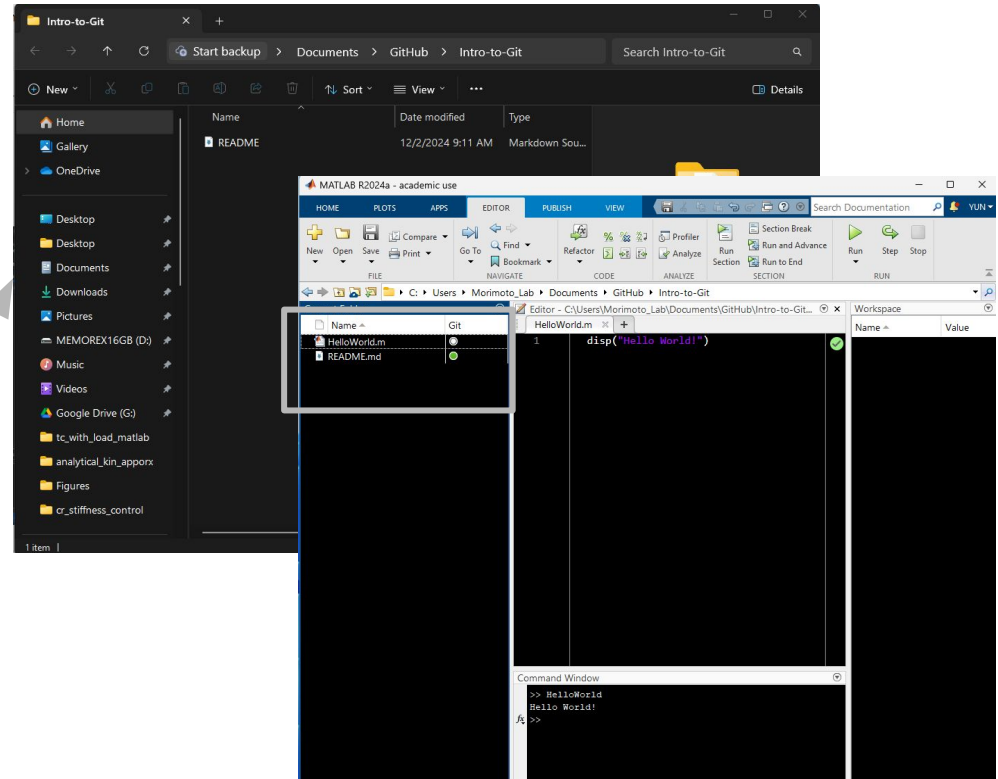 Intro-to-Git
Start backup > Documents > GitHub > Intro-to-Git
Search Intro-to-Git
New
Sort
View
Details
Home
Gallery
OneDrive
Desktop
Desktop
Documents
Downloads
Pictures
MEMOREX16GB (D:)
Music
Videos
Google Drive (G:)
tc_with_load_matlab
analytical_kin_apporx
Figures
cr_stiffness_control
Name Date modified Type
README 12/2/2024 9:11 AM Markdown Sou...
1 item
MATLAB R2024a - academic use
HOME PLOTS APPS EDITOR PUBLISH VIEW
Search Documentation
YUN
New Open Save
Compare
Print
FILE
Go To
Find
Bookmark
NAVIGATE
Refactor
CODE
Profiler
Analyze
ANALYZE
Run
Section
Section Break
Run and Advance
Run to End
SECTION
Run Step Stop
RUN
C: Users Morimoto_Lab Documents GitHub Intro-to-Git
Name Git
HelloWorld.m
README.md
Editor - C:\Users\Morimoto_Lab\Documents\GitHub\Intro-to-Git...
HelloWorld.m
1 disp("Hello World!")
Workspace
Name Value
Command Window
>> HelloWorld
Hello World!
fx >>